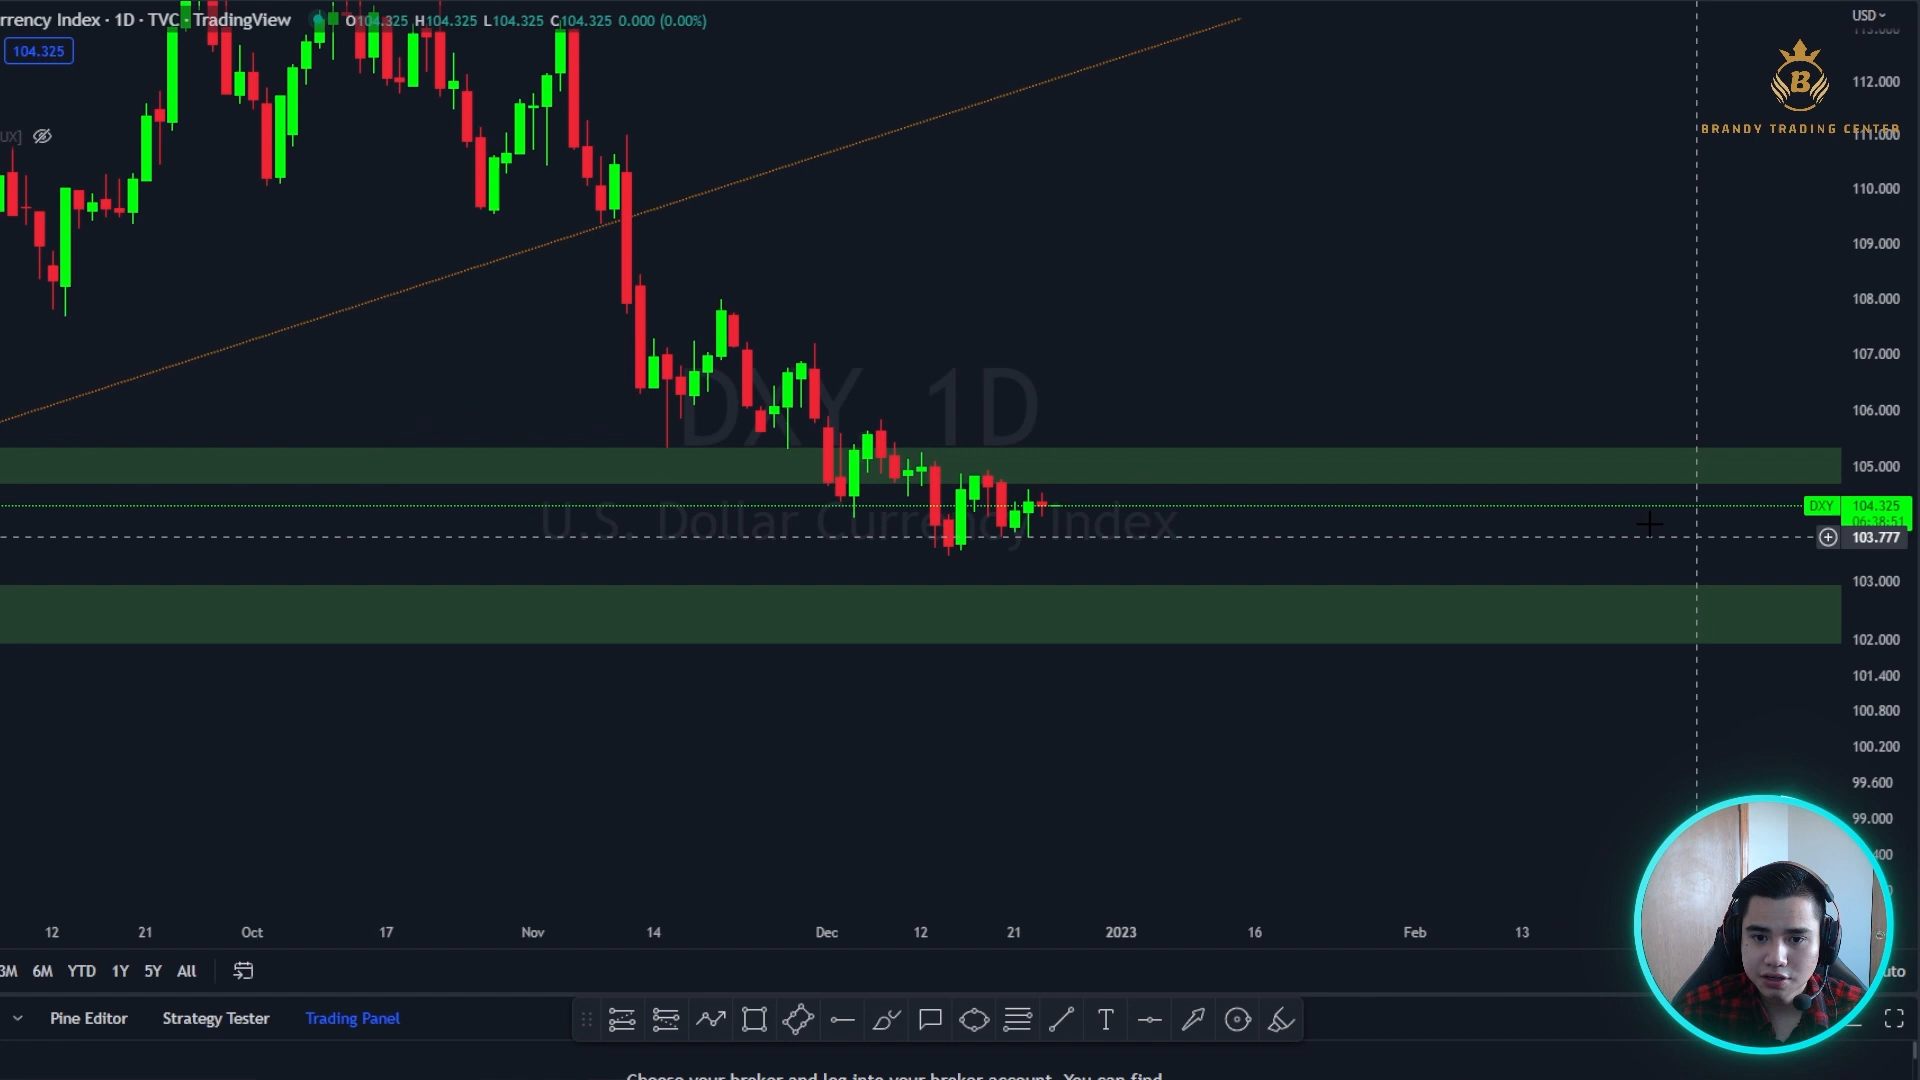 rrency Index · 1D · TVC · TradingView O104.325 H104.325 L104.325 C104.325 0.000 (0.00%)
104.325
UX]
USD
113.000
112.000
B
BRANDY TRADING CENTER
111.000
110.000
109.000
108.000
107.000
106.000
105.000
DXY 1D
U.S. Dollar Currency Index
DXY 104.325
06:38:51
103.777
103.000
102.000
101.400
100.800
100.200
99.600
99.000
12 21 Oct 17 Nov 14 Dec 12 21 2023 16 Feb 13
3M 6M YTD 1Y 5Y All
Pine Editor Strategy Tester Trading Panel
T
Choose your broker and log into your broker account. You can find